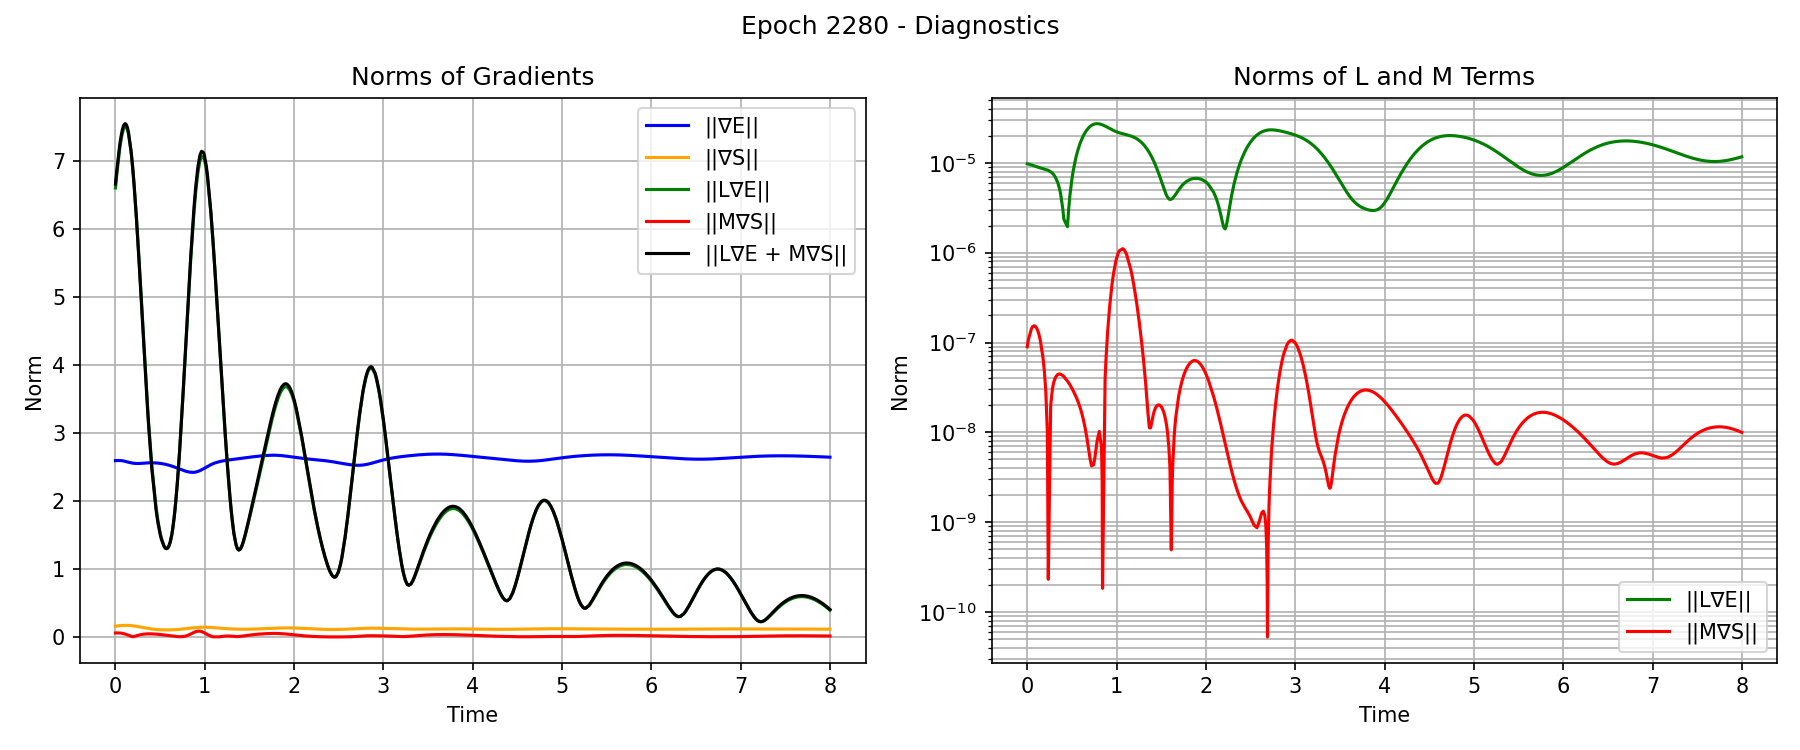 Epoch 2280 - Diagnostics
Norms of Gradients
Norm
7
6
5
4
3
2
1
0
||∇E||
||∇S||
||L∇E||
||M∇S||
||L∇E + M∇S||
0 1 2 3 4 5 6 7 8
Time
Norms of L and M Terms
Norm
10⁻⁵
10⁻⁶
10⁻⁷
10⁻⁸
10⁻⁹
10⁻¹⁰
||L∇E||
||M∇S||
0 1 2 3 4 5 6 7 8
Time